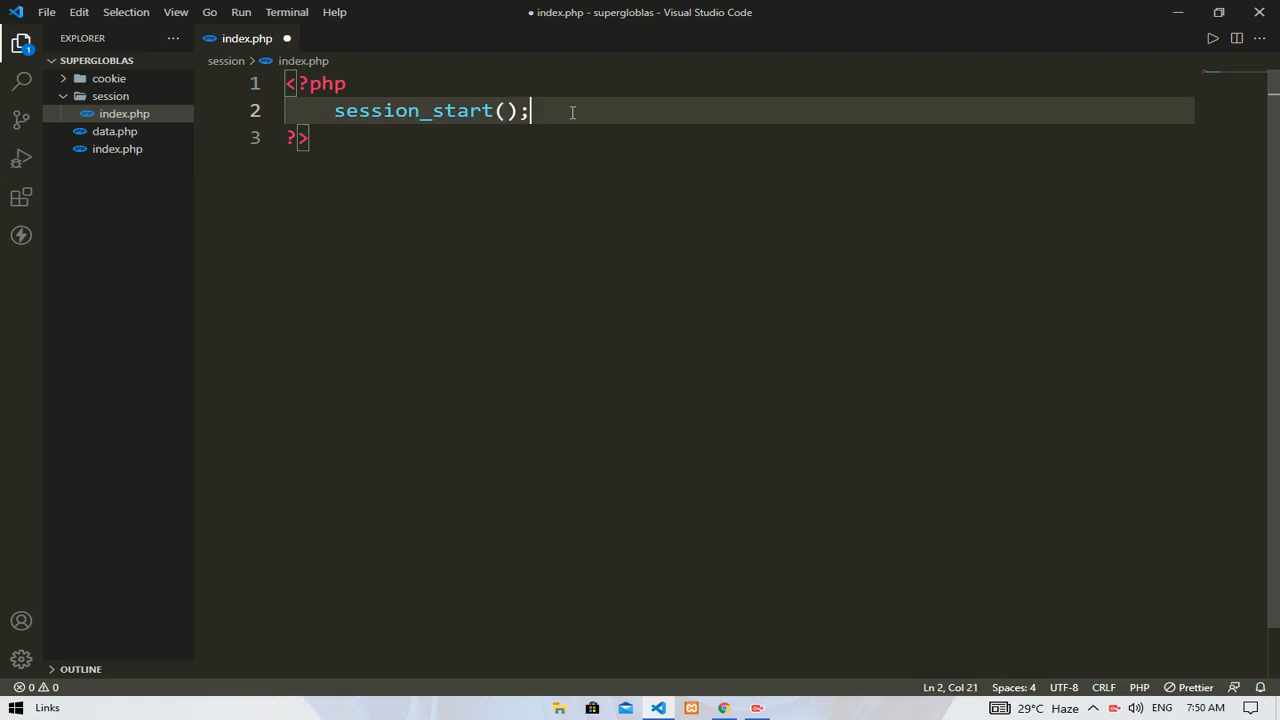 File Edit Selection View Go Run Terminal Help
● index.php - supergloblas - Visual Studio Code
EXPLORER
index.php
SUPERGLOBLAS
session > index.php
cookie
session
index.php
data.php
index.php
1 <?php
2 session_start();
3 ?>
OUTLINE
1
0 0
Ln 2, Col 21 Spaces: 4 UTF-8 CRLF PHP Prettier
Links
29°C Haze ENG 7:50 AM